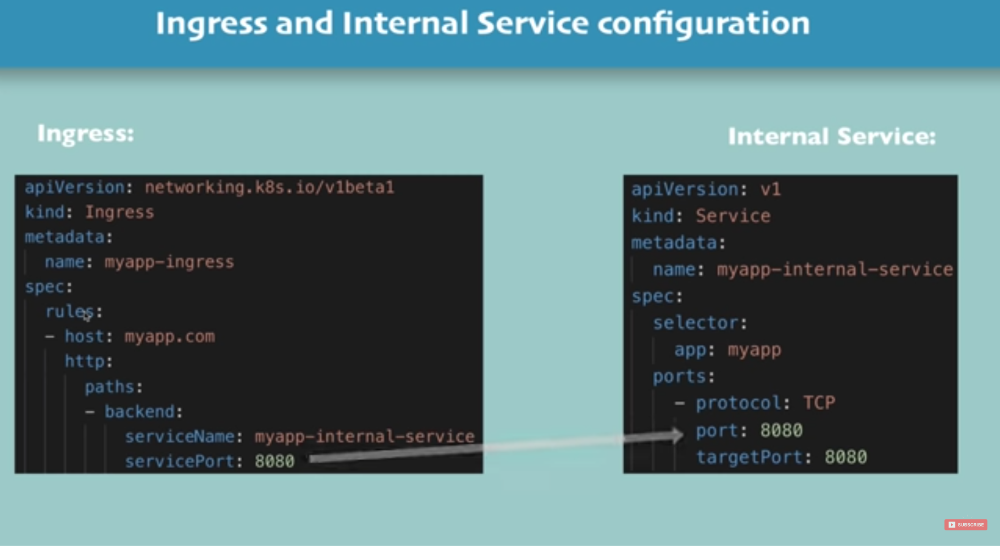 Ingress and Internal Service configuration
Ingress:
apiVersion: networking.k8s.io/v1beta1
kind: Ingress
metadata:
name: myapp-ingress
spec:
rules:
- host: myapp.com
http:
paths:
- backend:
serviceName: myapp-internal-service
servicePort: 8080
Internal Service:
apiVersion: v1
kind: Service
metadata:
name: myapp-internal-service
spec:
selector:
app: myapp
ports:
- protocol: TCP
port: 8080
targetPort: 8080
SUBSCRIBE